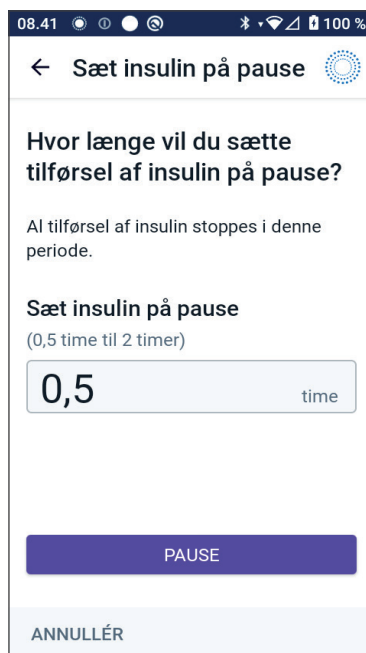 08.41 100 %
Sæt insulin på pause
Hvor længe vil du sætte
tilførsel af insulin på pause?
Al tilførsel af insulin stoppes i denne
periode.
Sæt insulin på pause
(0,5 time til 2 timer)
0,5 time
PAUSE
ANNULLÉR